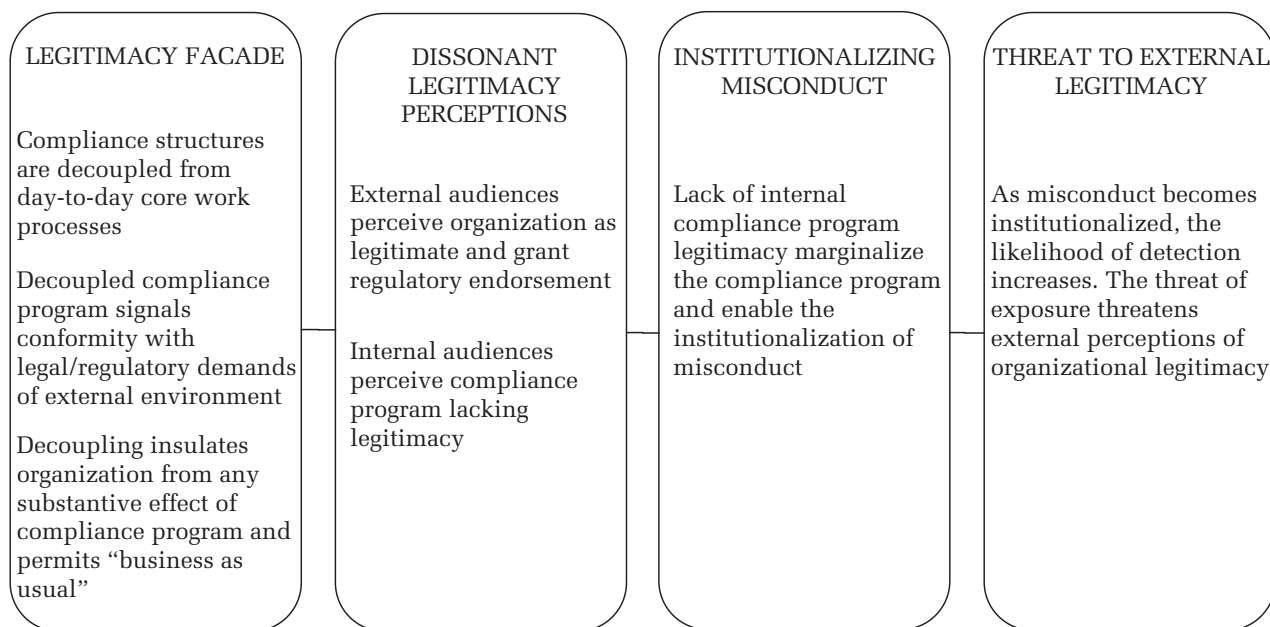 LEGITIMACY FACADE
Compliance structures
are decoupled from
day-to-day core work
processes
Decoupled compliance
program signals
conformity with
legal/regulatory demands
of external environment
Decoupling insulates
organization from any
substantive effect of
compliance program and
permits “business as
usual”
DISSONANT
LEGITIMACY
PERCEPTIONS
External audiences
perceive organization as
legitimate and grant
regulatory endorsement
Internal audiences
perceive compliance
program lacking
legitimacy
INSTITUTIONALIZING
MISCONDUCT
Lack of internal
compliance program
legitimacy marginalize
the compliance program
and enable the
institutionalization of
misconduct
THREAT TO EXTERNAL
LEGITIMACY
As misconduct becomes
institutionalized, the
likelihood of detection
increases. The threat of
exposure threatens
external perceptions of
organizational legitimacy